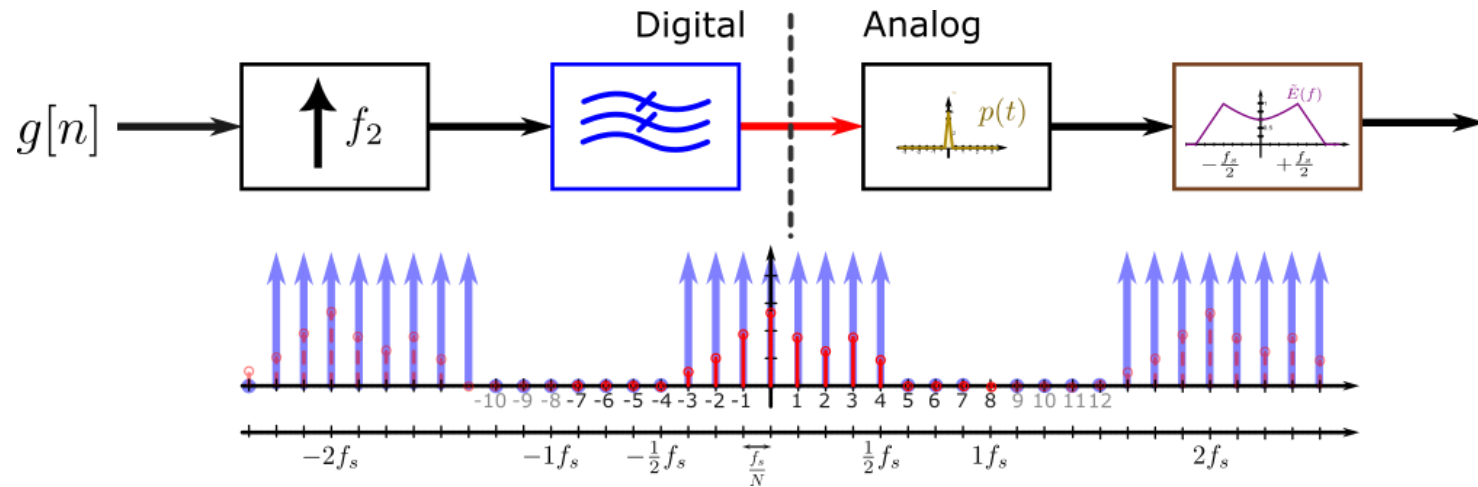 Digital Analog
g[n] f₂ p(t) Ẽ(f)
−fₛ/2 +fₛ/2
-10 -9 -8 -7 -6 -5 -4 -3 -2 -1 1 2 3 4 5 6 7 8 9 10 11 12
−2fₛ −1fₛ −½fₛ fₛ/N ½fₛ 1fₛ 2fₛ